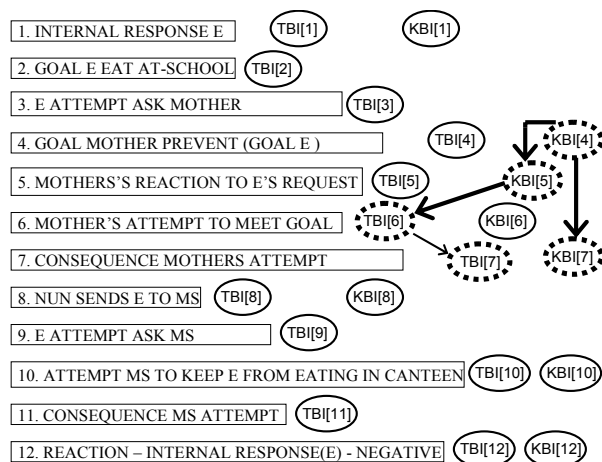 1. INTERNAL RESPONSE E TBI[1] KBI[1]
2. GOAL E EAT AT-SCHOOL TBI[2]
3. E ATTEMPT ASK MOTHER TBI[3]
4. GOAL MOTHER PREVENT (GOAL E ) TBI[4] KBI[4]
5. MOTHERS'S REACTION TO E'S REQUEST TBI[5] KBI[5]
6. MOTHER'S ATTEMPT TO MEET GOAL TBI[6] KBI[6]
7. CONSEQUENCE MOTHERS ATTEMPT TBI[7] KBI[7]
8. NUN SENDS E TO MS TBI[8] KBI[8]
9. E ATTEMPT ASK MS TBI[9]
10. ATTEMPT MS TO KEEP E FROM EATING IN CANTEEN TBI[10] KBI[10]
11. CONSEQUENCE MS ATTEMPT TBI[11]
12. REACTION – INTERNAL RESPONSE(E) - NEGATIVE TBI[12] KBI[12]